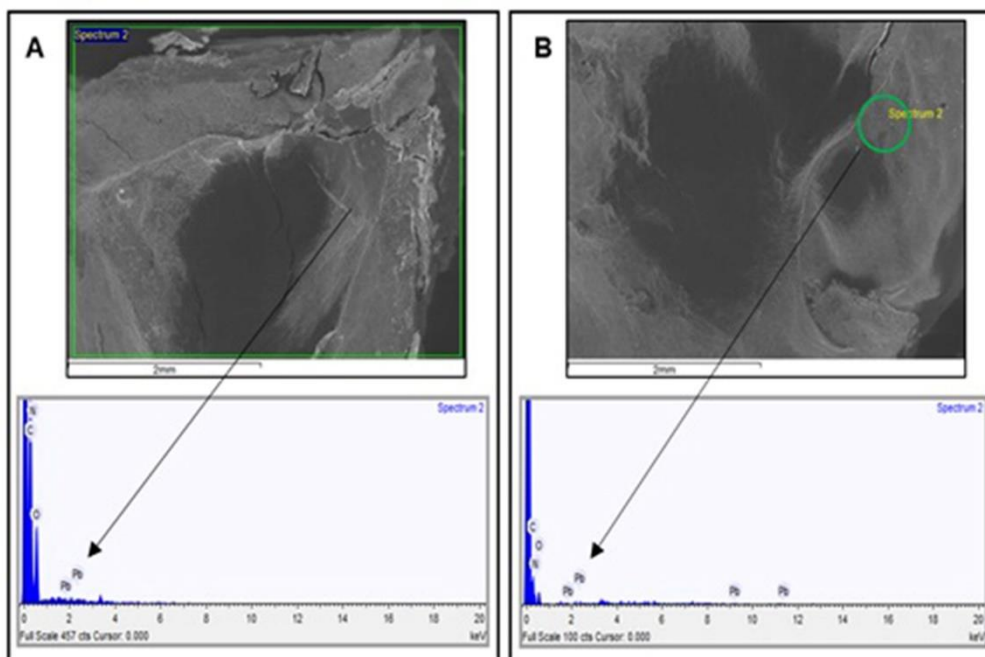 A
Spectrum 2
2mm
Spectrum 2
N
C
O
Pb
Pb
0 2 4 6 8 10 12 14 16 18 20
Full Scale 457 cts Cursor: 0.000 keV
B
Spectrum 2
2mm
Spectrum 2
C
O
N
Pb
Pb
Pb
Pb
0 2 4 6 8 10 12 14 16 18 20
Full Scale 100 cts Cursor: 0.000 keV